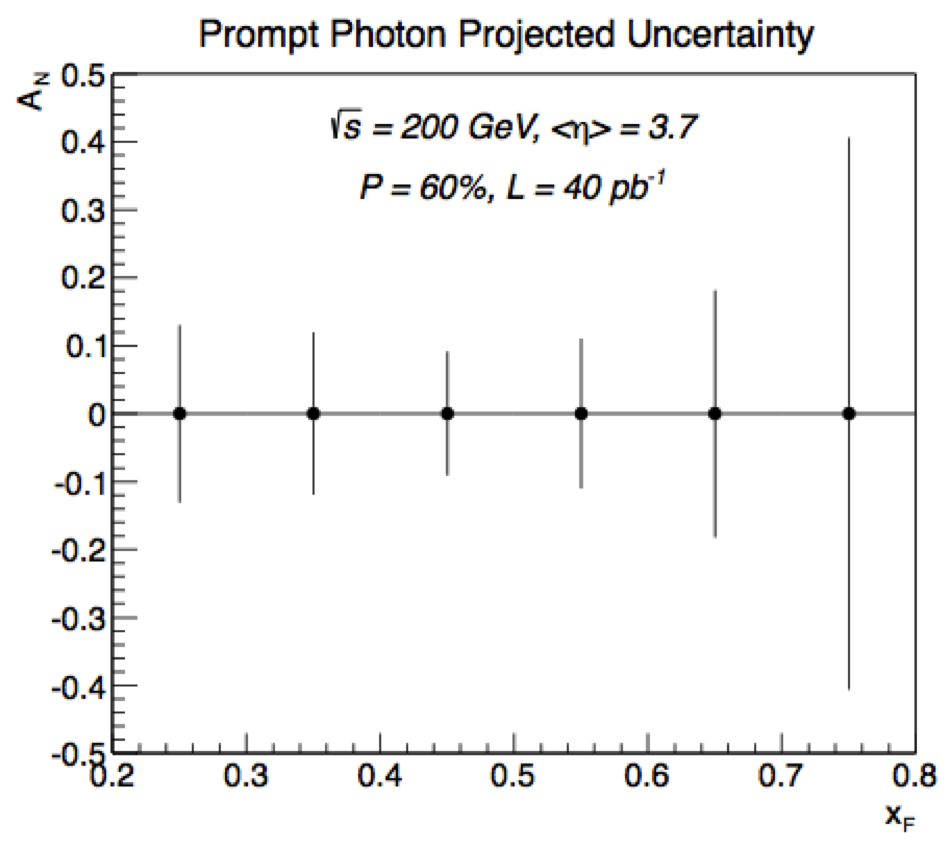 Prompt Photon Projected Uncertainty
A_N
0.5
√s = 200 GeV, <η> = 3.7
0.4
P = 60%, L = 40 pb⁻¹
0.3
0.2
0.1
0
-0.1
-0.2
-0.3
-0.4
-0.5
0.2 0.3 0.4 0.5 0.6 0.7 0.8
x_F